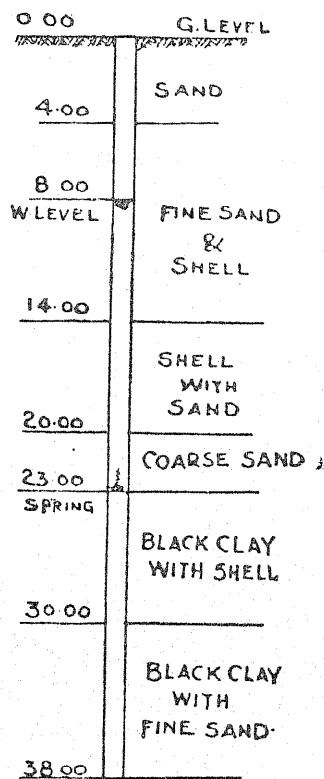 0 00 G. LEVEL
SAND
4.00
8 00
W. LEVEL
FINE SAND
&
SHELL
14.00
SHELL
WITH
SAND
20.00
COARSE SAND
23.00
SPRING
BLACK CLAY
WITH SHELL
30.00
BLACK CLAY
WITH
FINE SAND.
38 00